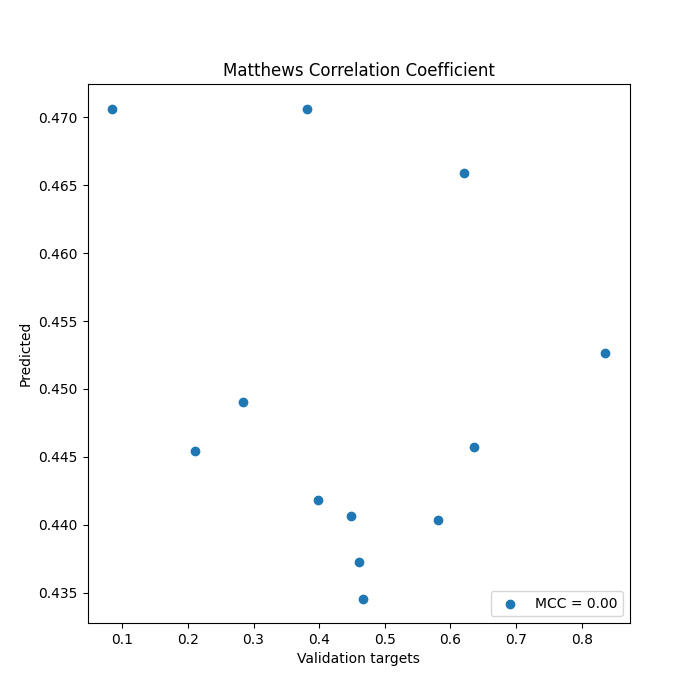 Matthews Correlation Coefficient
0.470
0.465
0.460
0.455
0.450
0.445
0.440
0.435
Predicted
MCC = 0.00
0.1 0.2 0.3 0.4 0.5 0.6 0.7 0.8
Validation targets